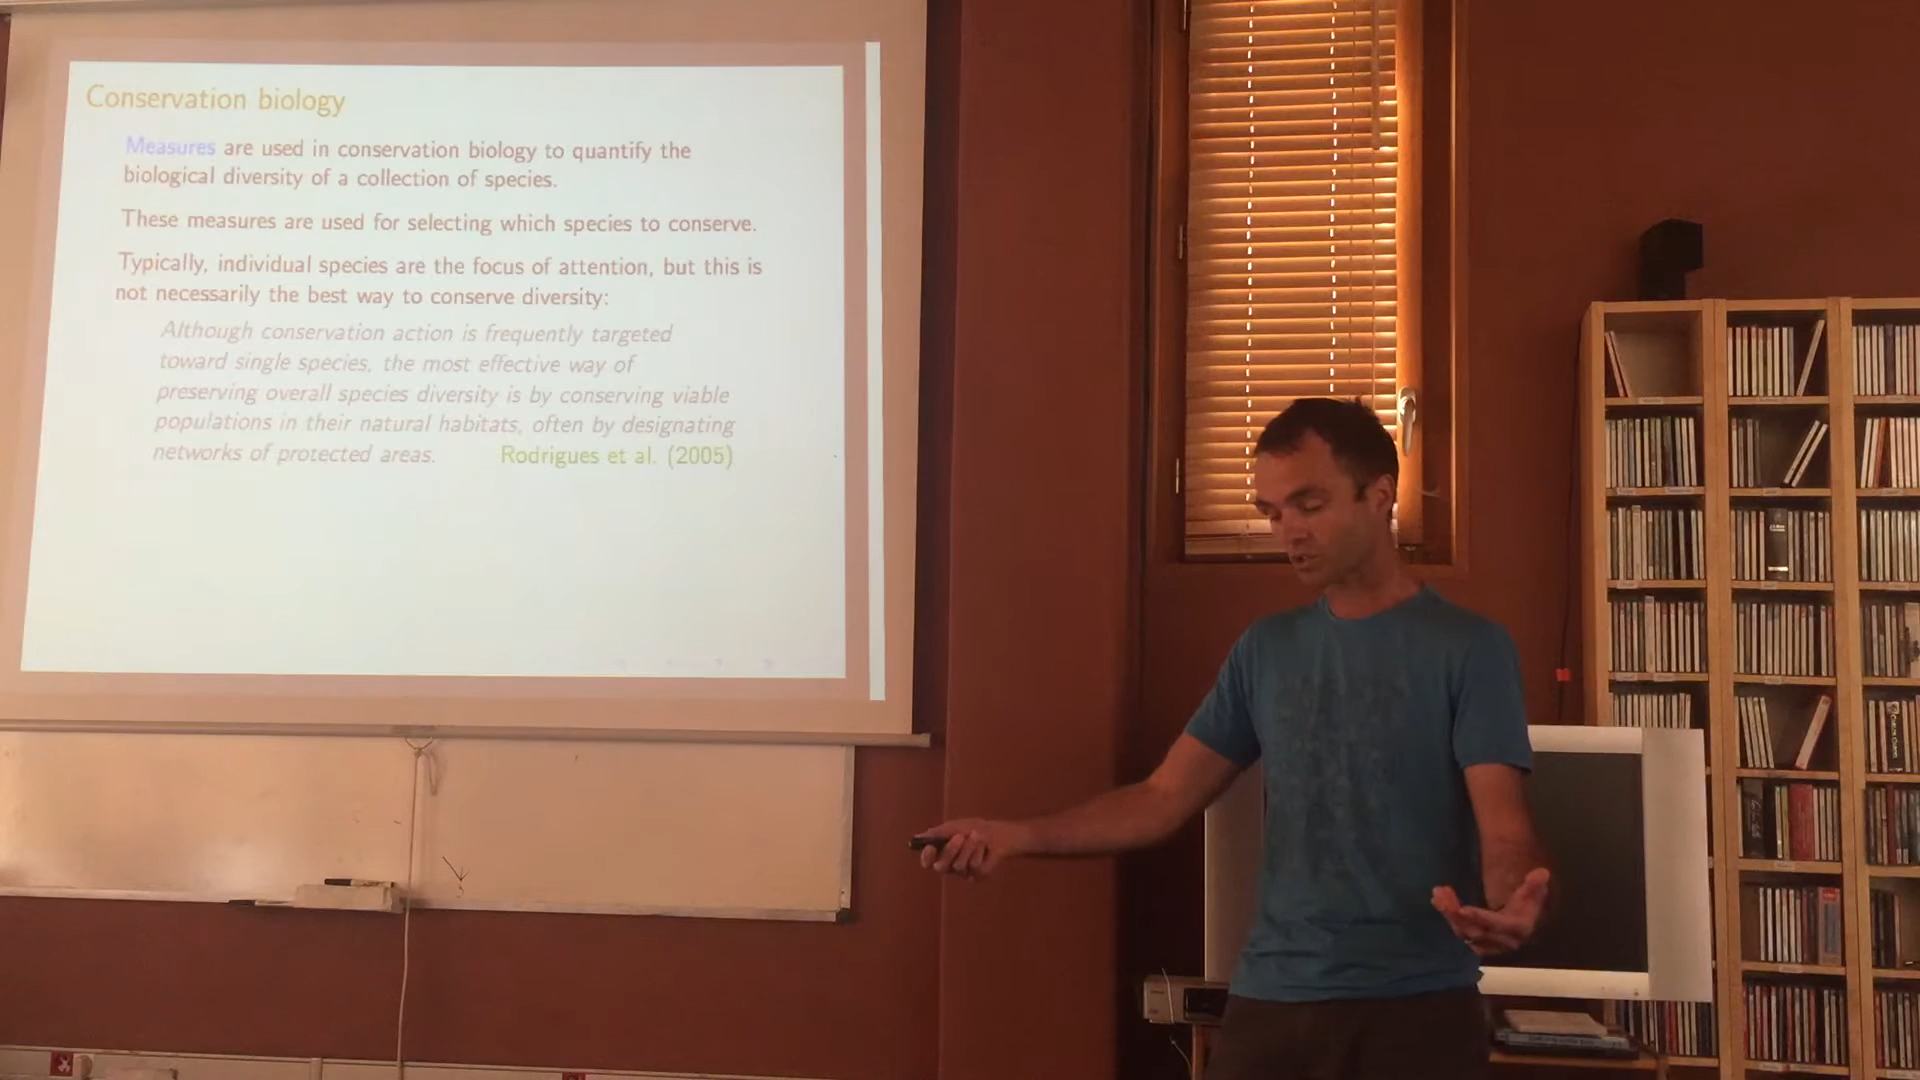 Conservation biology
Measures are used in conservation biology to quantify the
biological diversity of a collection of species.
These measures are used for selecting which species to conserve.
Typically, individual species are the focus of attention, but this is
not necessarily the best way to conserve diversity:
Although conservation action is frequently targeted
toward single species, the most effective way of
preserving overall species diversity is by conserving viable
populations in their natural habitats, often by designating
networks of protected areas. Rodrigues et al. (2005)